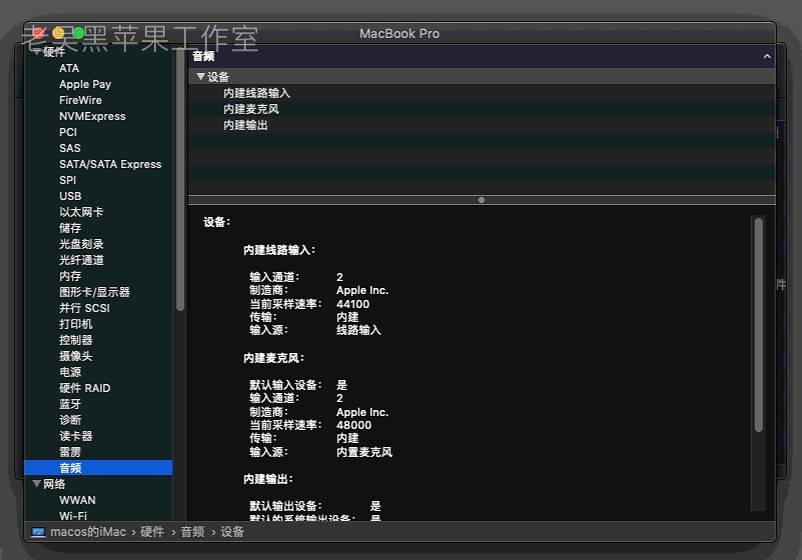 老吴黑苹果工作室
MacBook Pro
硬件
ATA
Apple Pay
FireWire
NVMExpress
PCI
SAS
SATA/SATA Express
SPI
USB
以太网卡
储存
光盘刻录
光纤通道
内存
图形卡/显示器
并行 SCSI
打印机
控制器
摄像头
电源
硬件 RAID
蓝牙
诊断
读卡器
雷雳
音频
网络
WWAN
Wi-Fi
音频
设备
内建线路输入
内建麦克风
内建输出
设备：
内建线路输入：
输入通道： 2
制造商： Apple Inc.
当前采样速率： 44100
传输： 内建
输入源： 线路输入
内建麦克风：
默认输入设备： 是
输入通道： 2
制造商： Apple Inc.
当前采样速率： 48000
传输： 内建
输入源： 内置麦克风
内建输出：
默认输出设备： 是
默认的系统输出设备： 是
件
macos的iMac › 硬件 › 音频 › 设备